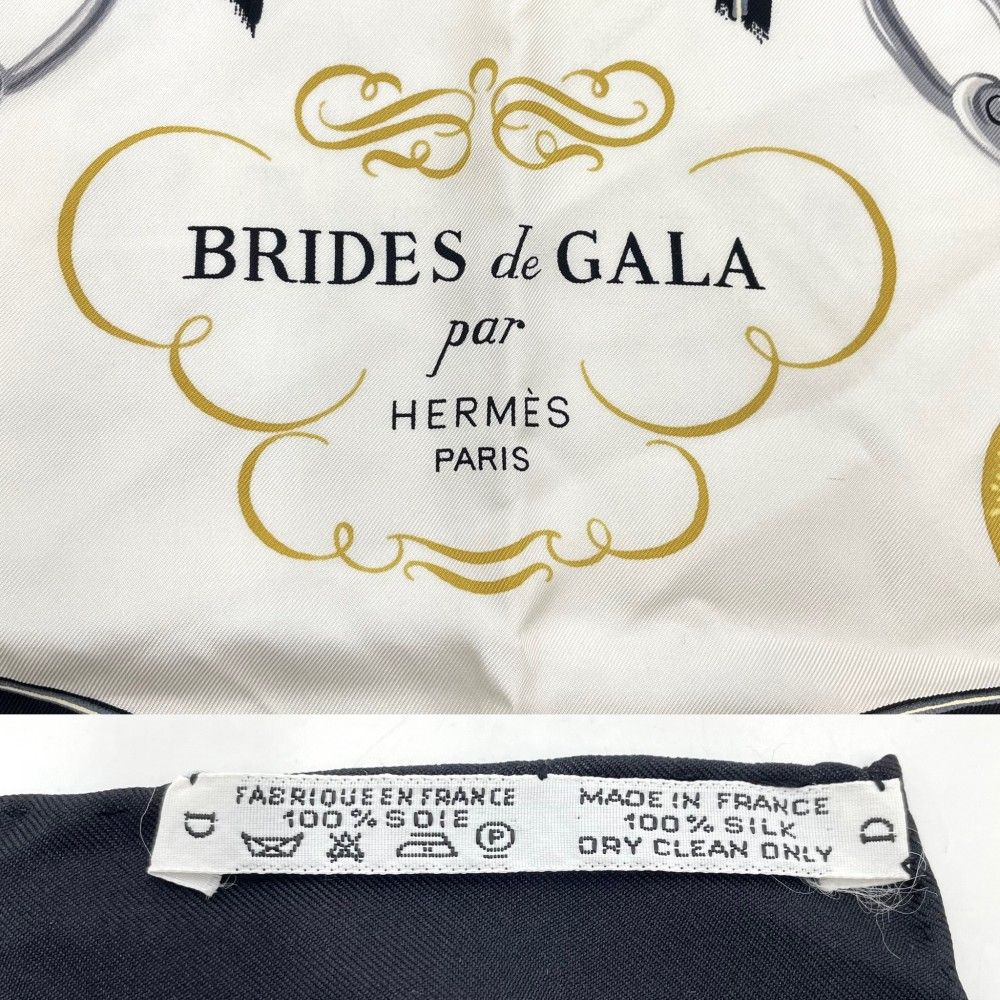 BRIDES de GALA
par
HERMÈS
PARIS
D
FABRIQUE EN FRANCE
100% SOIE
P
MADE IN FRANCE
100% SILK
DRY CLEAN ONLY
D